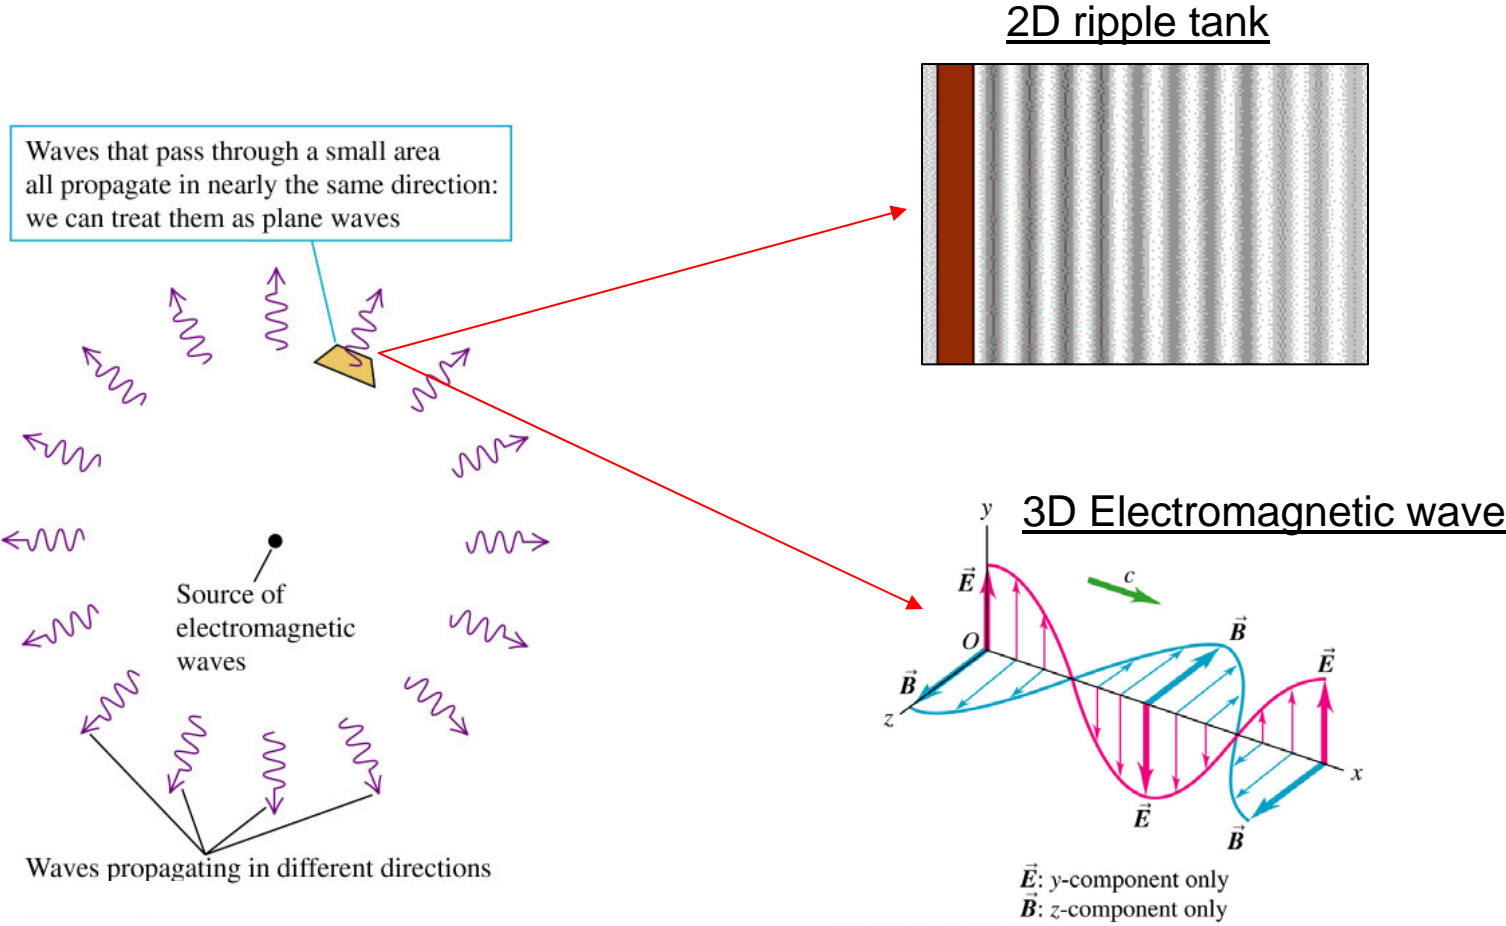 2D ripple tank
Waves that pass through a small area
all propagate in nearly the same direction:
we can treat them as plane waves
Source of
electromagnetic
waves
Waves propagating in different directions
3D Electromagnetic wave
y
E⃗
c
O
B⃗
z
B⃗
E⃗
x
E⃗
B⃗
E⃗: y-component only
B⃗: z-component only